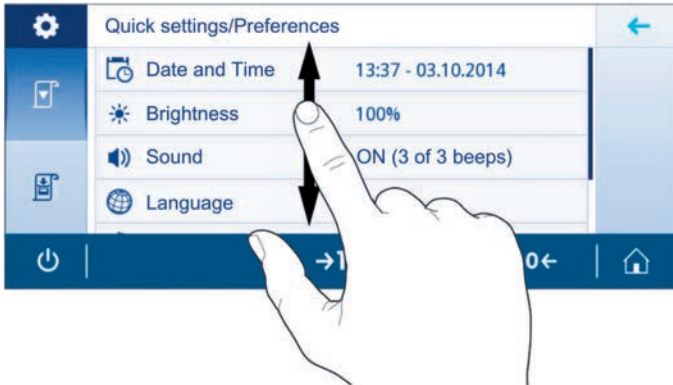 Quick settings/Preferences
Date and Time 13:37 - 03.10.2014
Brightness 100%
Sound ON (3 of 3 beeps)
Language
→1 0←